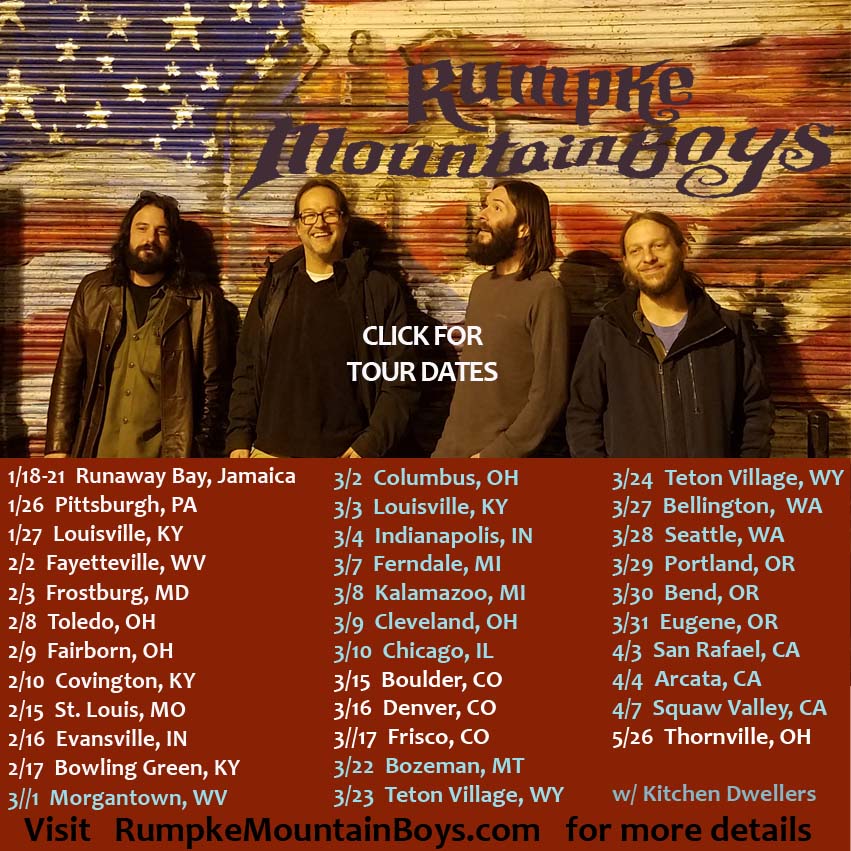 Rumpke
Mountain Boys
CLICK FOR
TOUR DATES
1/18-21 Runaway Bay, Jamaica
1/26 Pittsburgh, PA
1/27 Louisville, KY
2/2 Fayetteville, WV
2/3 Frostburg, MD
2/8 Toledo, OH
2/9 Fairborn, OH
2/10 Covington, KY
2/15 St. Louis, MO
2/16 Evansville, IN
2/17 Bowling Green, KY
3//1 Morgantown, WV
3/2 Columbus, OH
3/3 Louisville, KY
3/4 Indianapolis, IN
3/7 Ferndale, MI
3/8 Kalamazoo, MI
3/9 Cleveland, OH
3/10 Chicago, IL
3/15 Boulder, CO
3/16 Denver, CO
3//17 Frisco, CO
3/22 Bozeman, MT
3/23 Teton Village, WY
3/24 Teton Village, WY
3/27 Bellington, WA
3/28 Seattle, WA
3/29 Portland, OR
3/30 Bend, OR
3/31 Eugene, OR
4/3 San Rafael, CA
4/4 Arcata, CA
4/7 Squaw Valley, CA
5/26 Thornville, OH
w/ Kitchen Dwellers
Visit RumpkeMountainBoys.com for more details